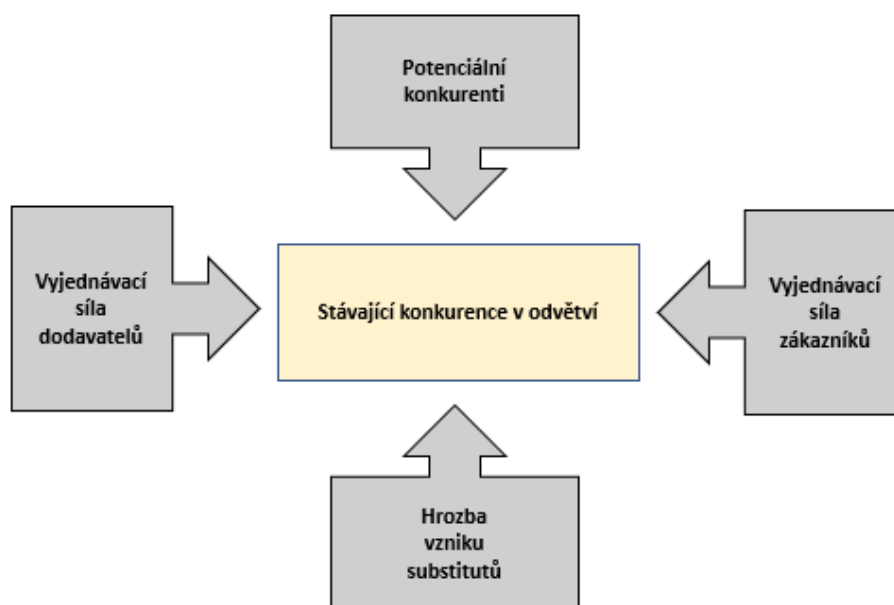 Potenciální
konkurenti
Vyjednávací
síla
dodavatelů
Stávající konkurence v odvětví
Vyjednávací
síla
zákazníků
Hrozba
vzniku
substitutů